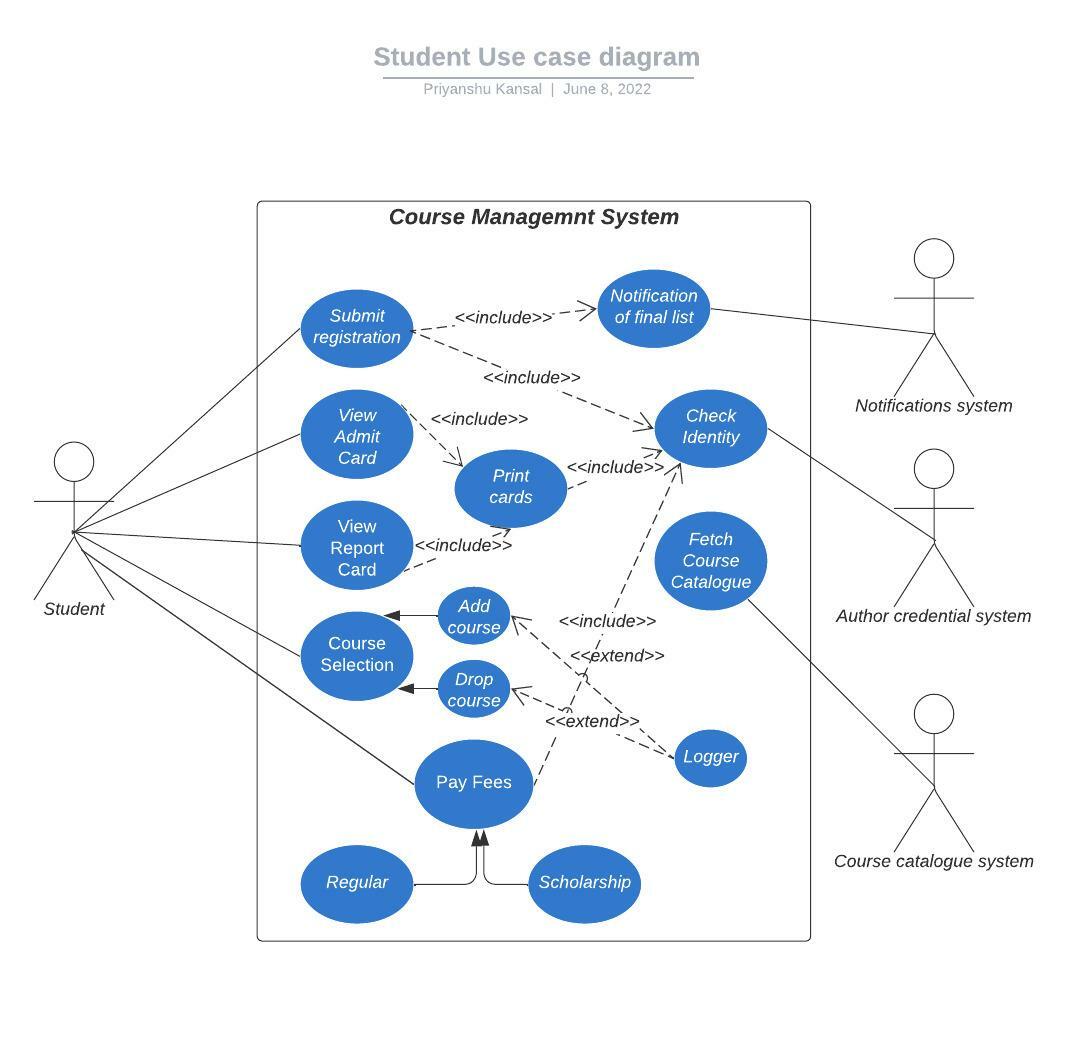 Student Use case diagram
Priyanshu Kansal | June 8, 2022
Course Managemnt System
Submit
registration
<<include>>
Notification
of final list
<<include>>
View
Admit
Card
<<include>>
Check
Identity
Notifications system
Print
cards
<<include>>
View
Report
Card
<<include>>
Fetch
Course
Catalogue
Student
Author credential system
Add
course
<<include>>
Course
Selection
<<extend>>
Drop
course
<<extend>>
Logger
Pay Fees
Course catalogue system
Regular
Scholarship